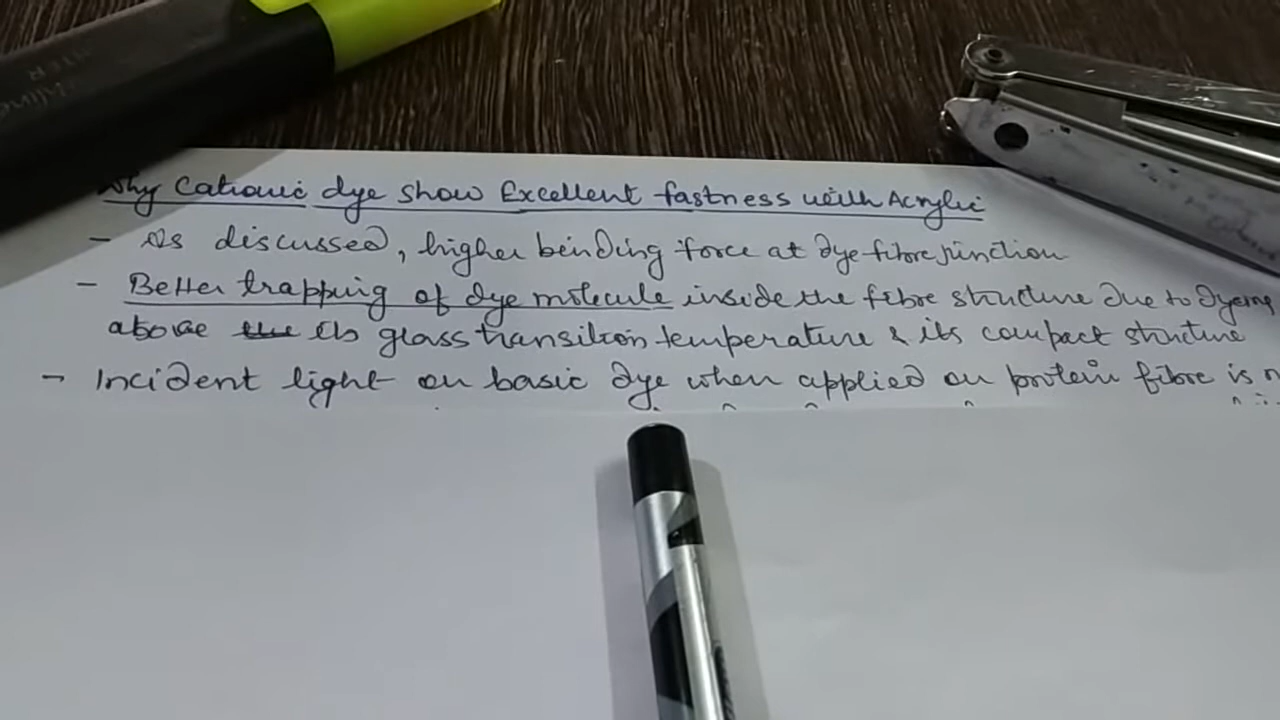 Why Cationic dye show Excellent fastness with Acrylic
- As discussed, higher binding force at dye-fibre junction
- Better trapping of dye molecule inside the fibre structure due to dyeing
above its glass transition temperature & its compact structure
- Incident light on basic dye when applied on protein fibre is